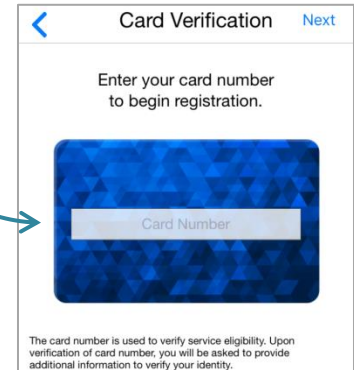 Card Verification Next
Enter your card number
to begin registration.
Card Number
The card number is used to verify service eligibility. Upon
verification of card number, you will be asked to provide
additional information to verify your identity.